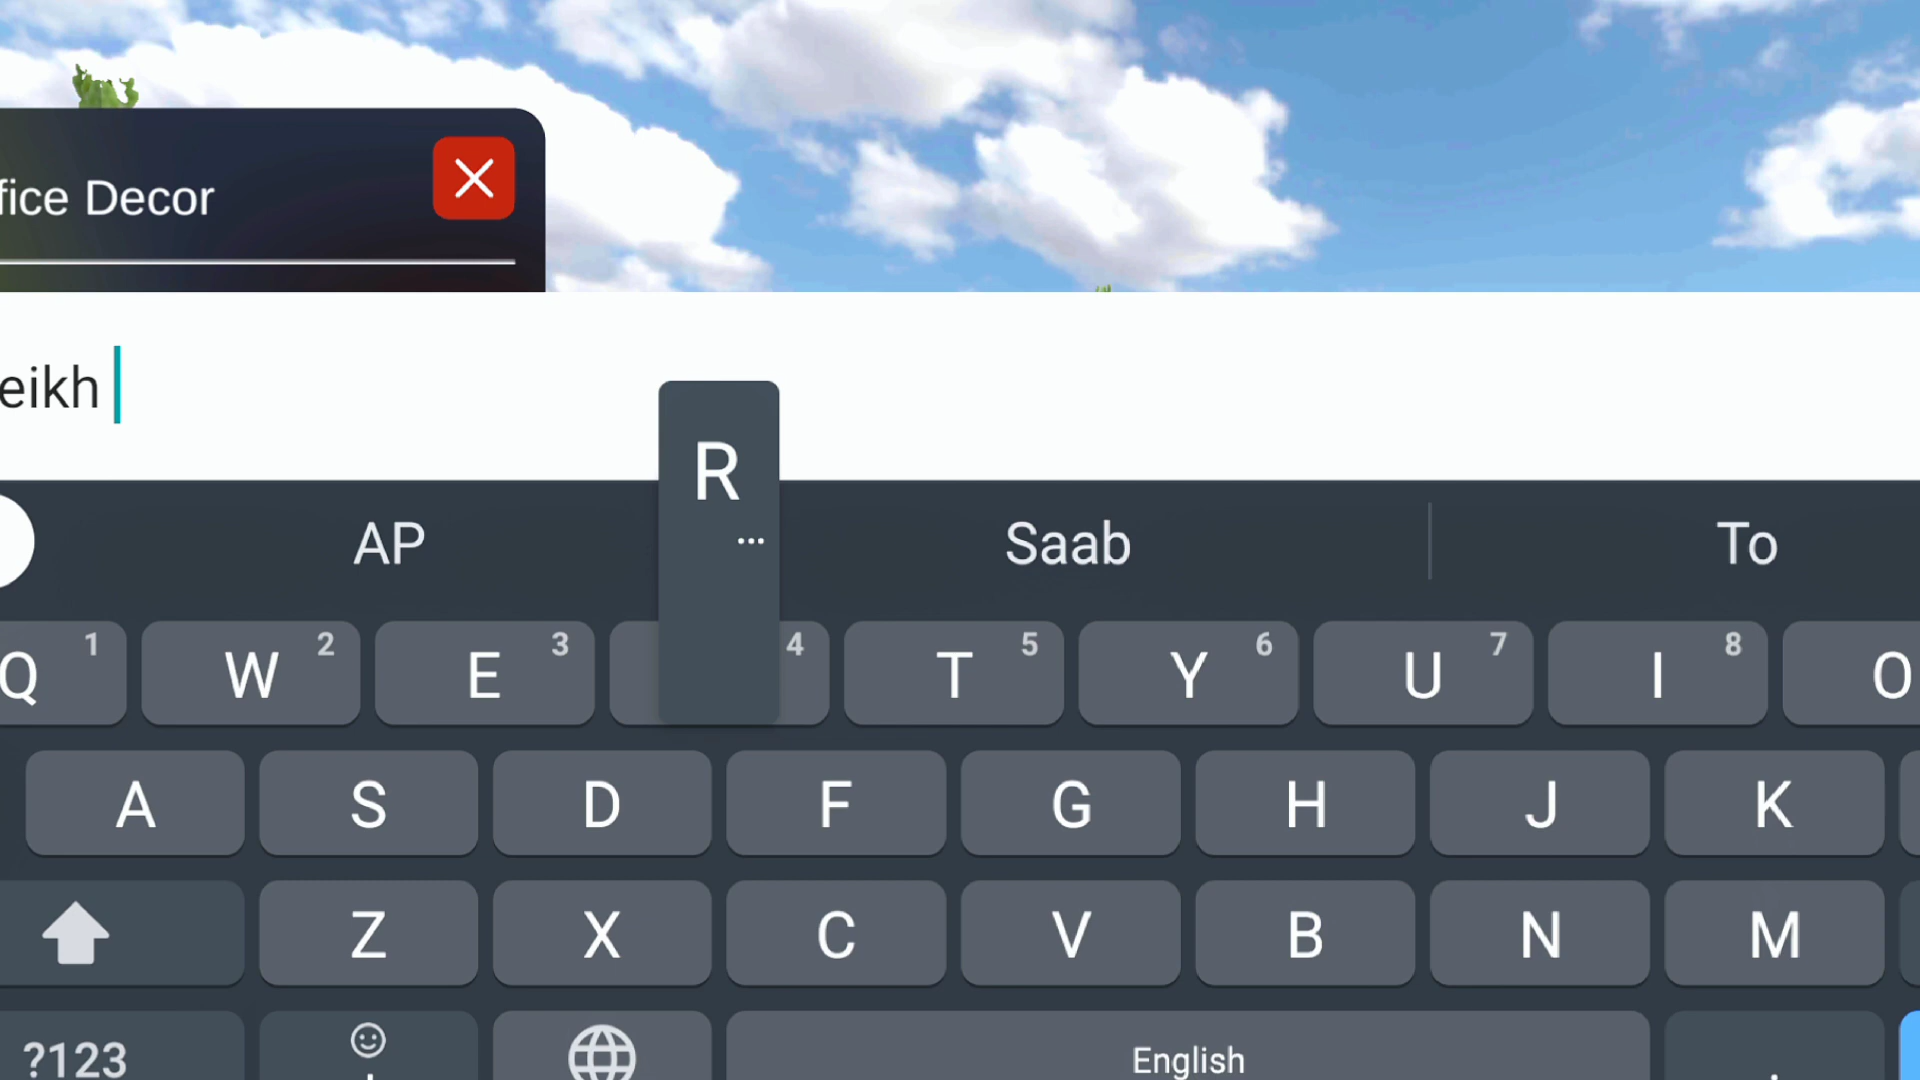 fice Decor
eikh
R
...
AP
Saab
To
Q 1 W 2 E 3 4 T 5 Y 6 U 7 I 8 O
A S D F G H J K
Z X C V B N M
?123 English .